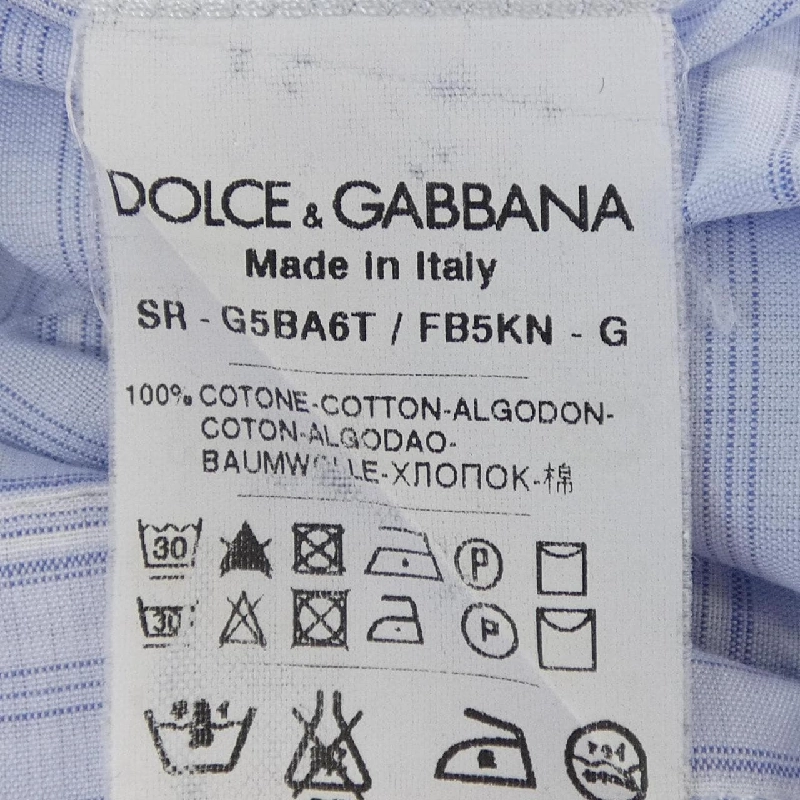 DOLCE & GABBANA
Made in Italy
SR - G5BA6T / FB5KN - G
100% COTONE-COTTON-ALGODON-
COTON-ALGODAO-
BAUMWOLLE-ХЛОПОК-棉
30 P
30 P